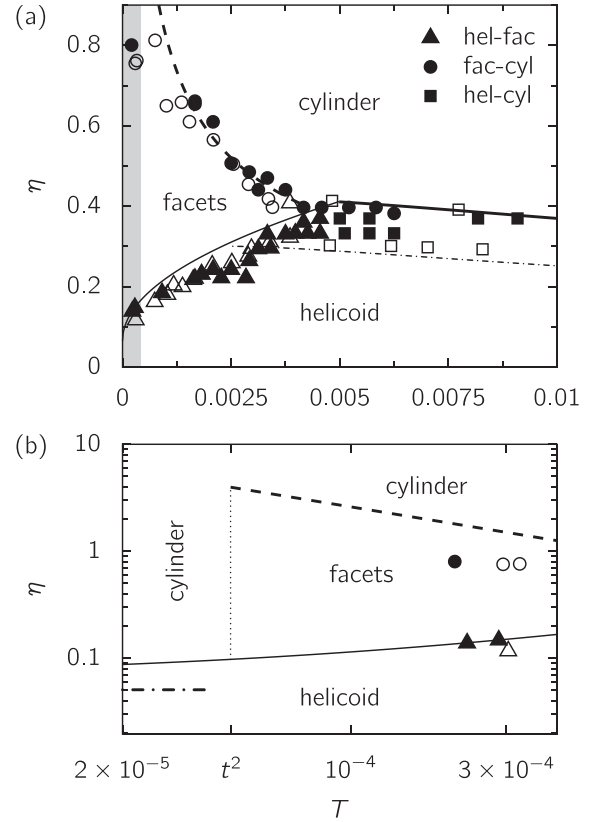 (a)
0.8
0.6
0.4
0.2
0
η
hel-fac
fac-cyl
hel-cyl
cylinder
facets
helicoid
0 0.0025 0.005 0.0075 0.01
(b)
10
1
0.1
η
cylinder
cylinder
facets
helicoid
2 × 10⁻⁵ t² 10⁻⁴ 3 × 10⁻⁴
T